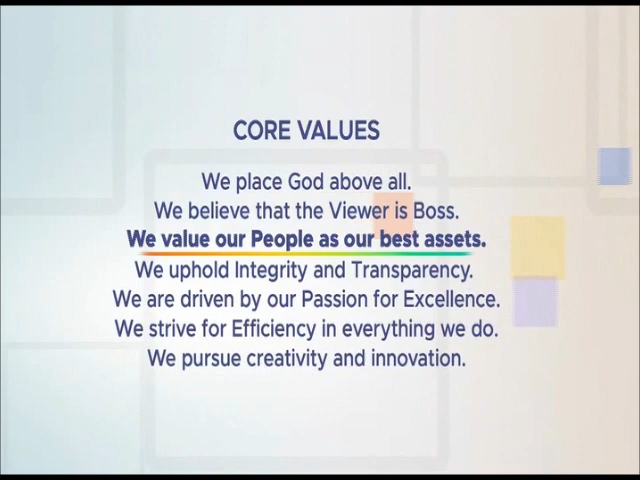 CORE VALUES
We place God above all.
We believe that the Viewer is Boss.
We value our People as our best assets.
We uphold Integrity and Transparency.
We are driven by our Passion for Excellence.
We strive for Efficiency in everything we do.
We pursue creativity and innovation.